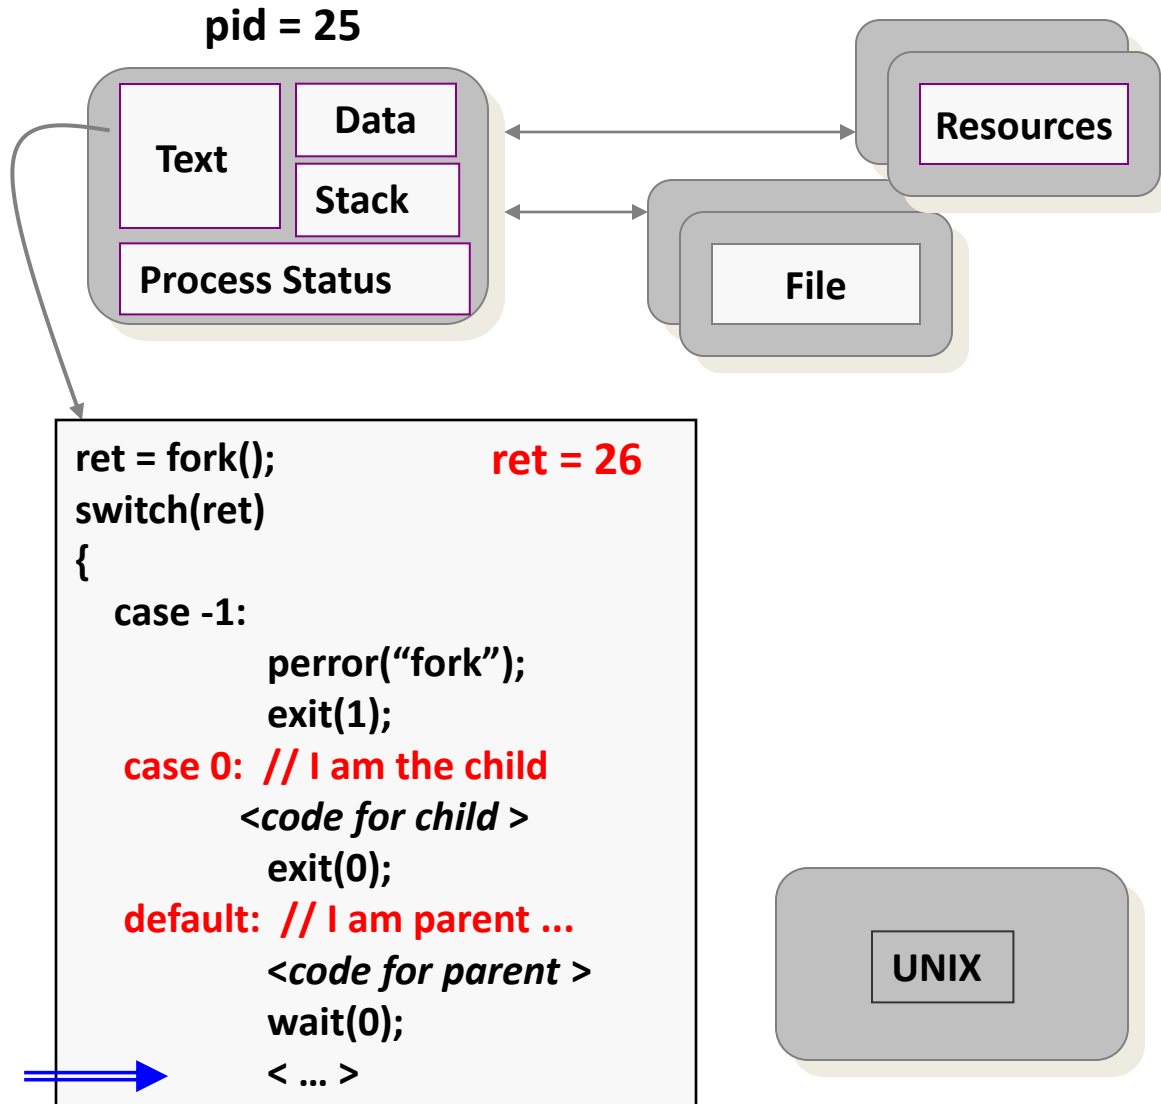 pid = 25
Text
Data
Stack
Process Status
Resources
File
ret = fork();
ret = 26
switch(ret)
{
case -1:
perror(“fork”);
exit(1);
case 0: // I am the child
<code for child >
exit(0);
default: // I am parent ...
<code for parent >
wait(0);
< ... >
UNIX